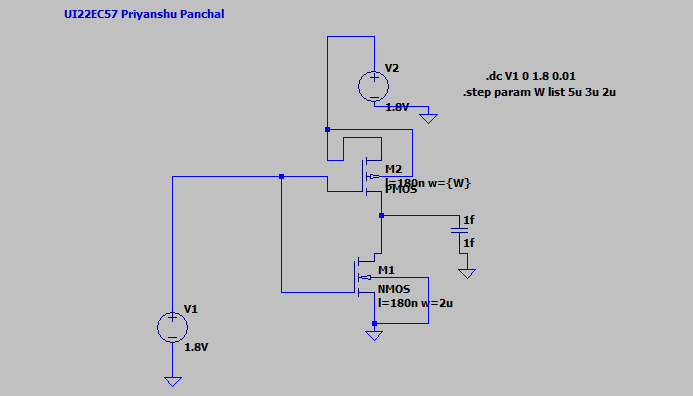 UI22EC57 Priyanshu Panchal
V2
1.8V
.dc V1 0 1.8 0.01
.step param W list 5u 3u 2u
M2
l=180n w={W}
PMOS
1f
1f
M1
NMOS
l=180n w=2u
V1
1.8V